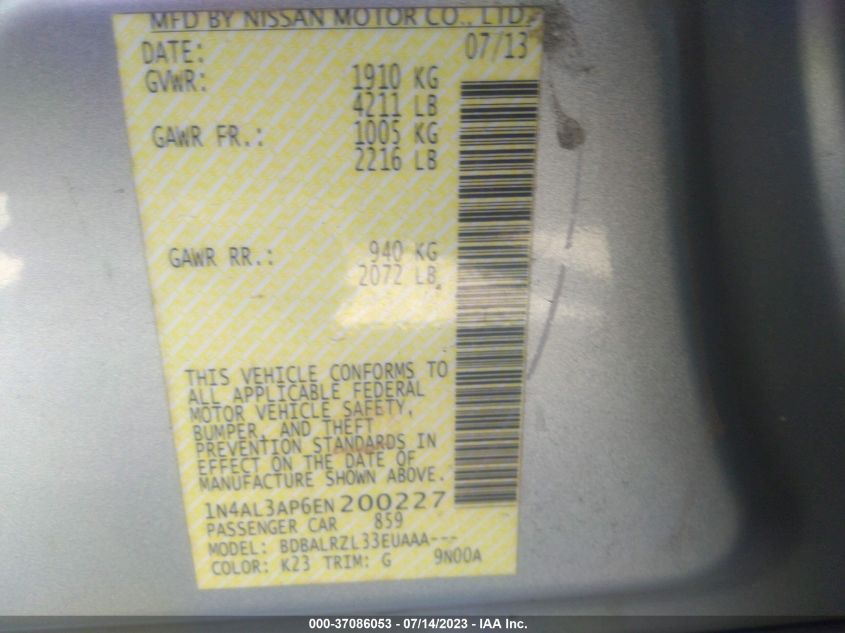 MFD BY NISSAN MOTOR CO., LTD.
DATE: 07/13
GVWR: 1910 KG
4211 LB
GAWR FR.: 1005 KG
2216 LB
GAWR RR.: 940 KG
2072 LB
THIS VEHICLE CONFORMS TO
ALL APPLICABLE FEDERAL
MOTOR VEHICLE SAFETY,
BUMPER, AND THEFT
PREVENTION STANDARDS IN
EFFECT ON THE DATE OF
MANUFACTURE SHOWN ABOVE.
1N4AL3AP6EN200227
PASSENGER CAR 859
MODEL: BDBALRZL33EUAAA---
COLOR: K23 TRIM: G 9N00A
000-37086053 - 07/14/2023 - IAA Inc.